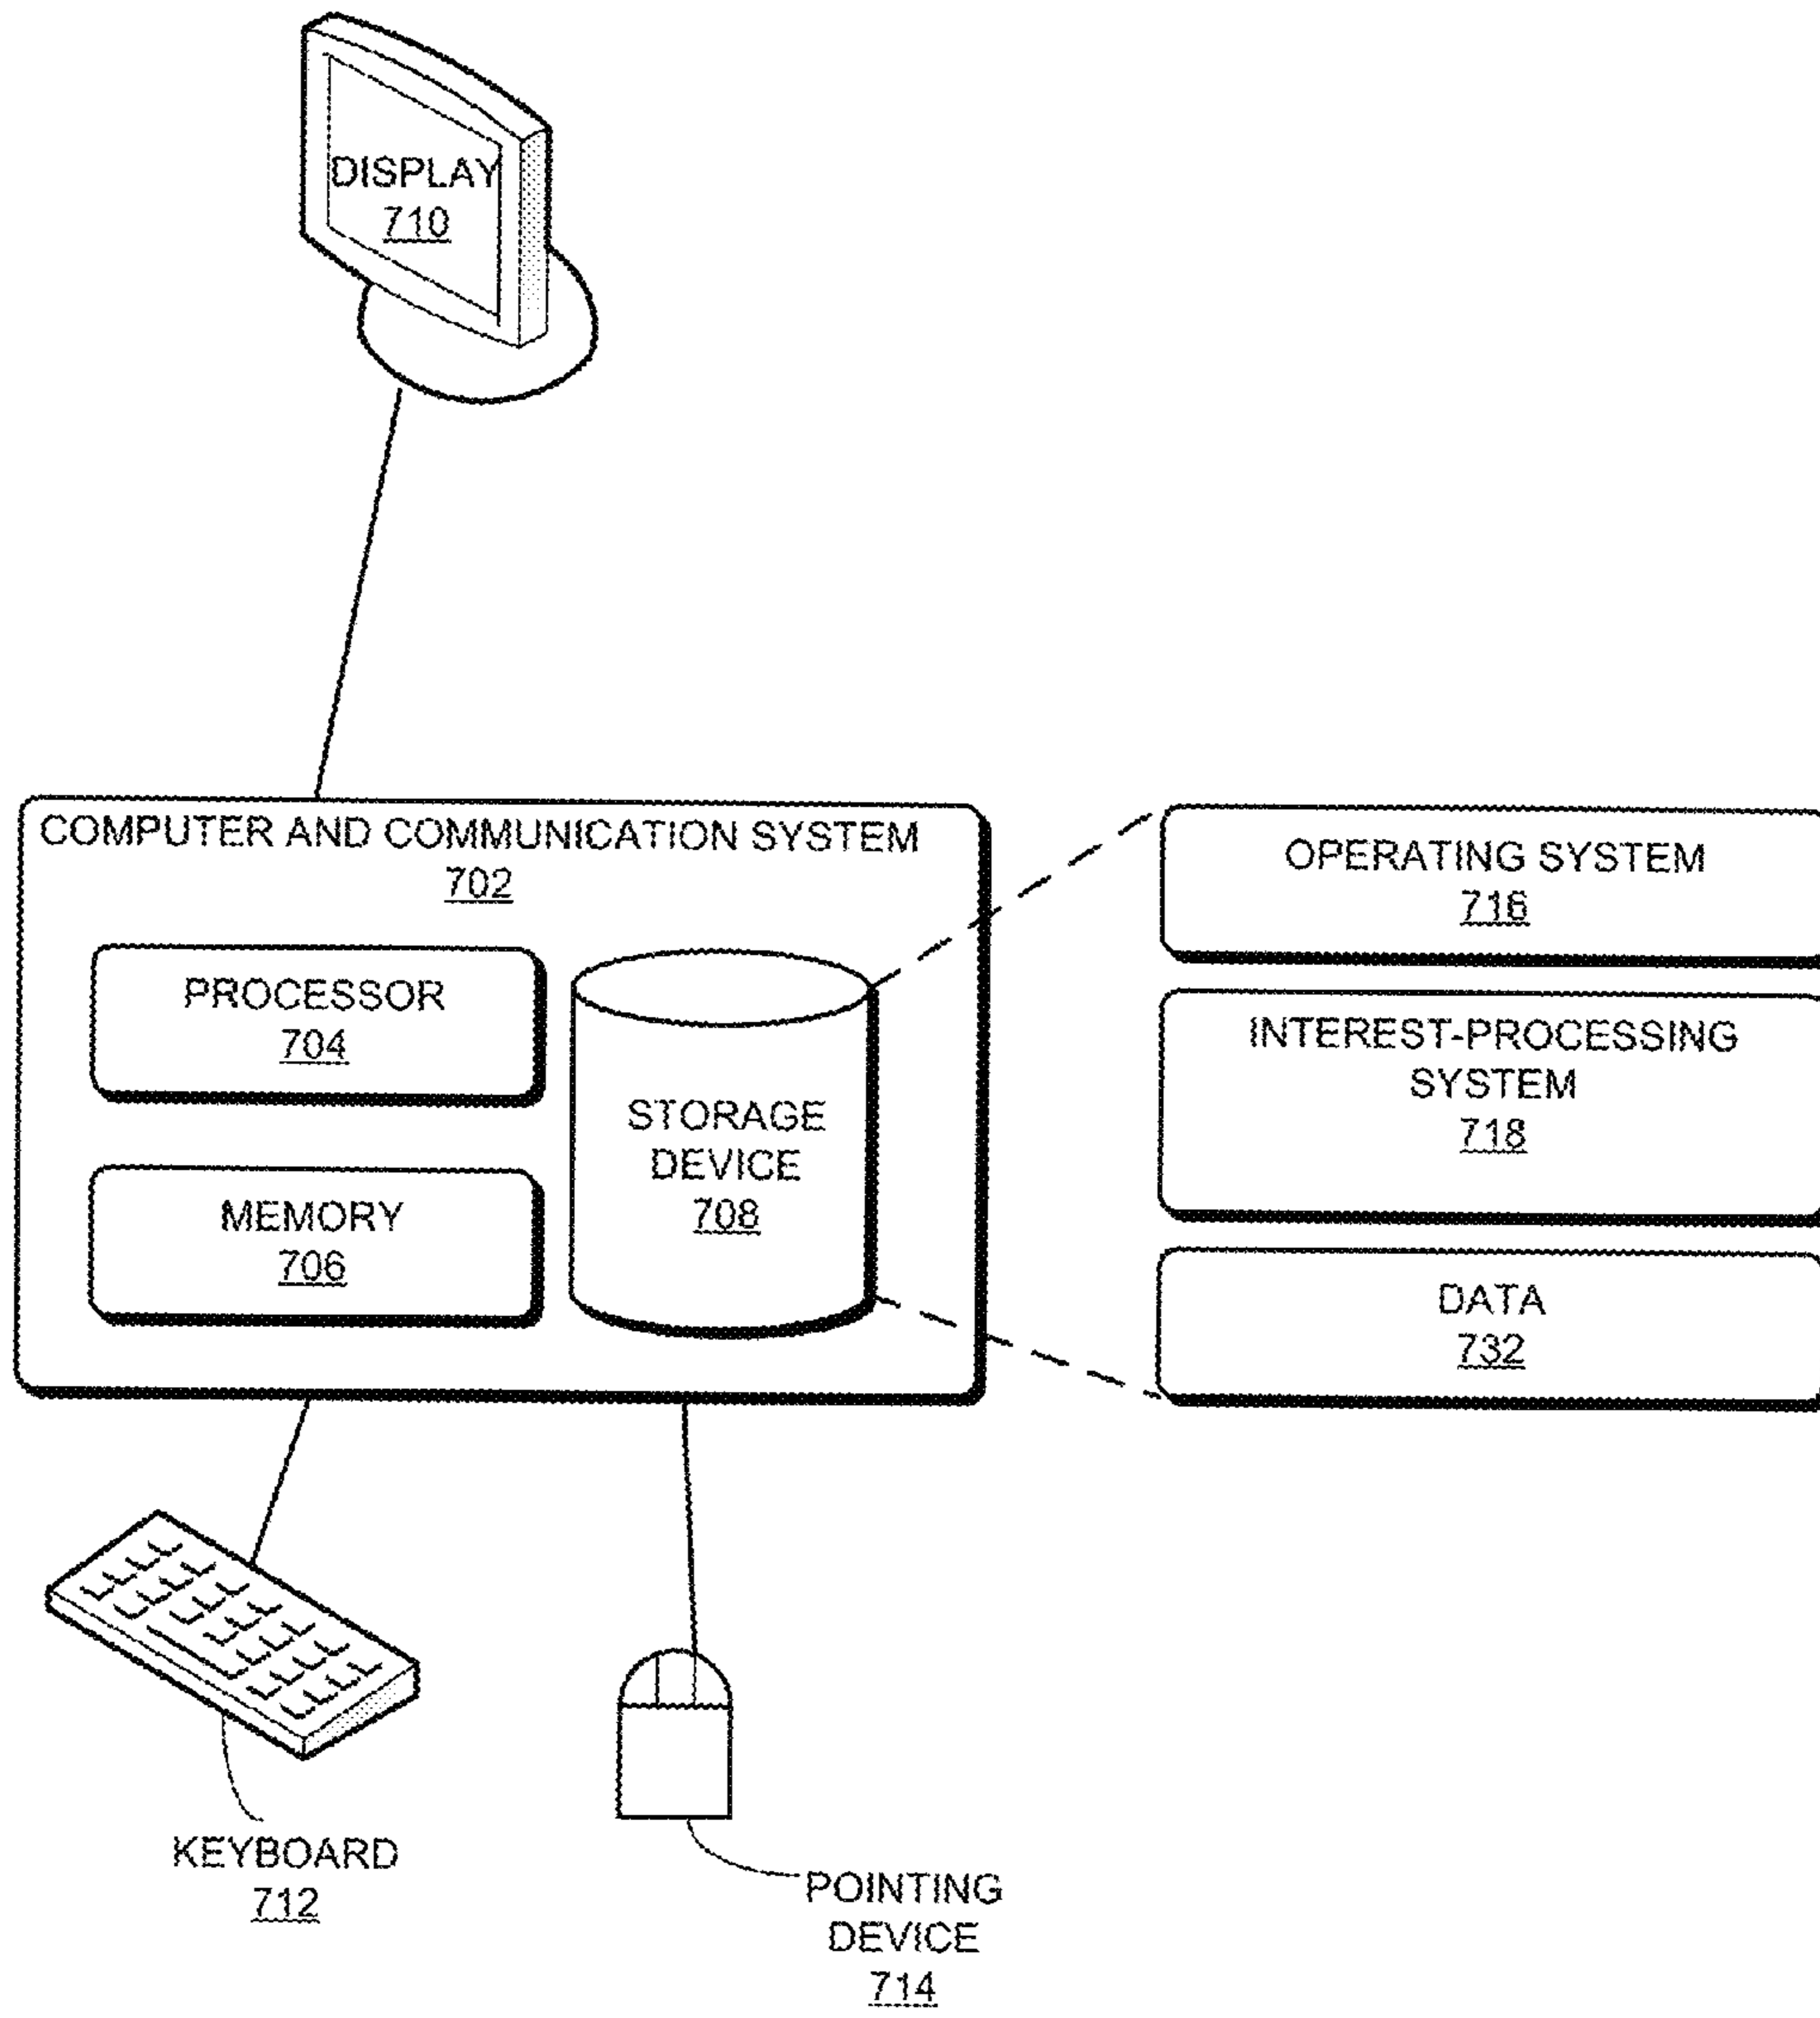 DISPLAY
710
COMPUTER AND COMMUNICATION SYSTEM
702
PROCESSOR
704
MEMORY
706
STORAGE
DEVICE
708
OPERATING SYSTEM
716
INTEREST-PROCESSING
SYSTEM
718
DATA
732
KEYBOARD
712
POINTING
DEVICE
714